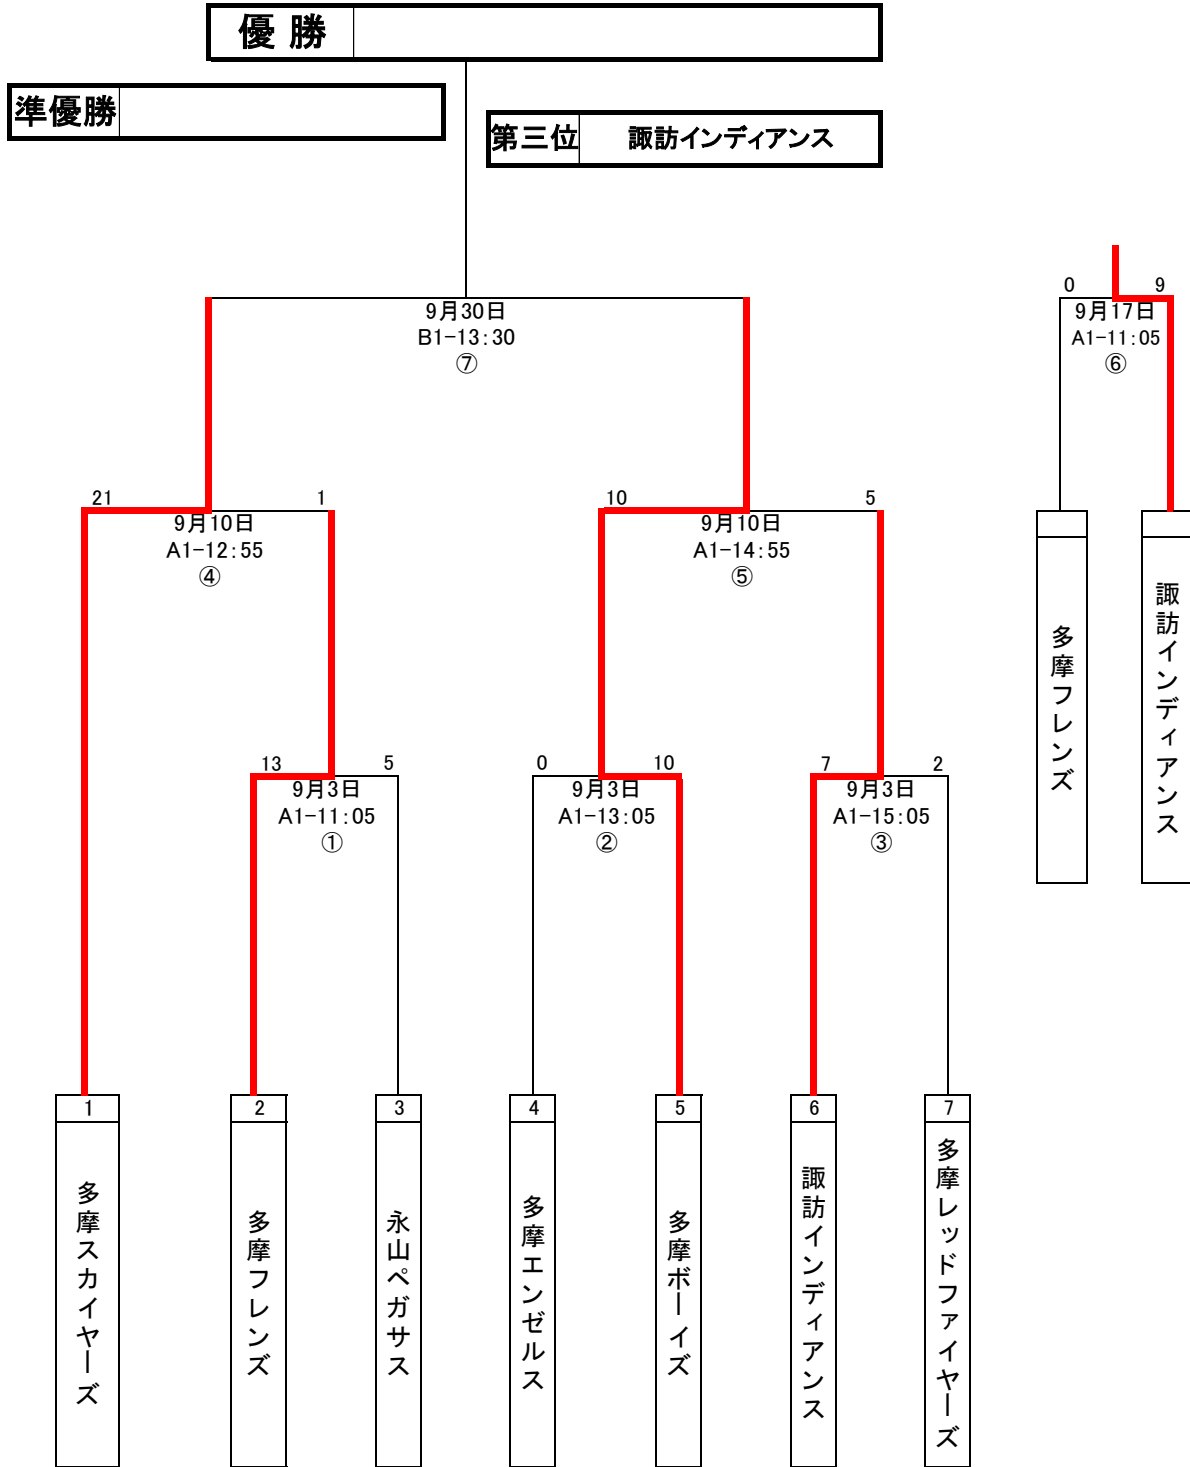 優勝
準優勝
第三位 諏訪インディアンス
9月30日
B1-13:30
⑦
0 9
9月17日
A1-11:05
⑥
多摩フレンズ
諏訪インディアンス
21 1
9月10日
A1-12:55
④
10 5
9月10日
A1-14:55
⑤
13 5
9月3日
A1-11:05
①
0 10
9月3日
A1-13:05
②
7 2
9月3日
A1-15:05
③
1
多摩スカイヤーズ
2
多摩フレンズ
3
永山ペガサス
4
多摩エンゼルス
5
多摩ボーイズ
6
諏訪インディアンス
7
多摩レッドファイヤーズ